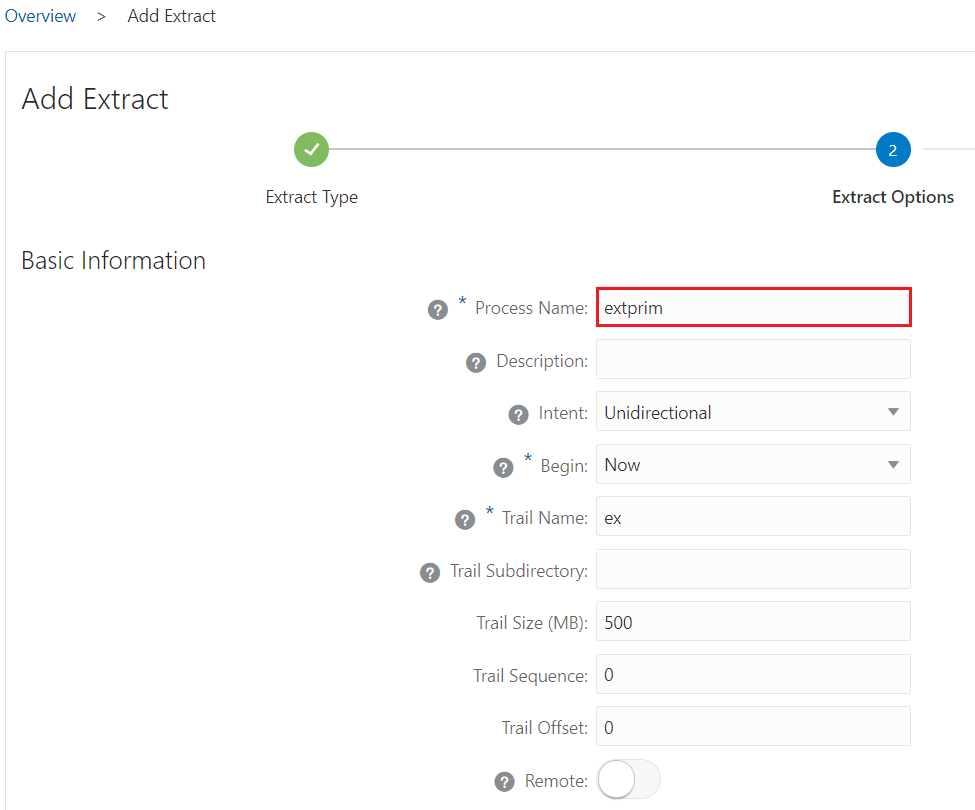 Overview > Add Extract
Add Extract
2
Extract Type Extract Options
Basic Information
? * Process Name: extprim
? Description:
? Intent: Unidirectional
? * Begin: Now
? * Trail Name: ex
? Trail Subdirectory:
Trail Size (MB): 500
Trail Sequence: 0
Trail Offset: 0
? Remote: